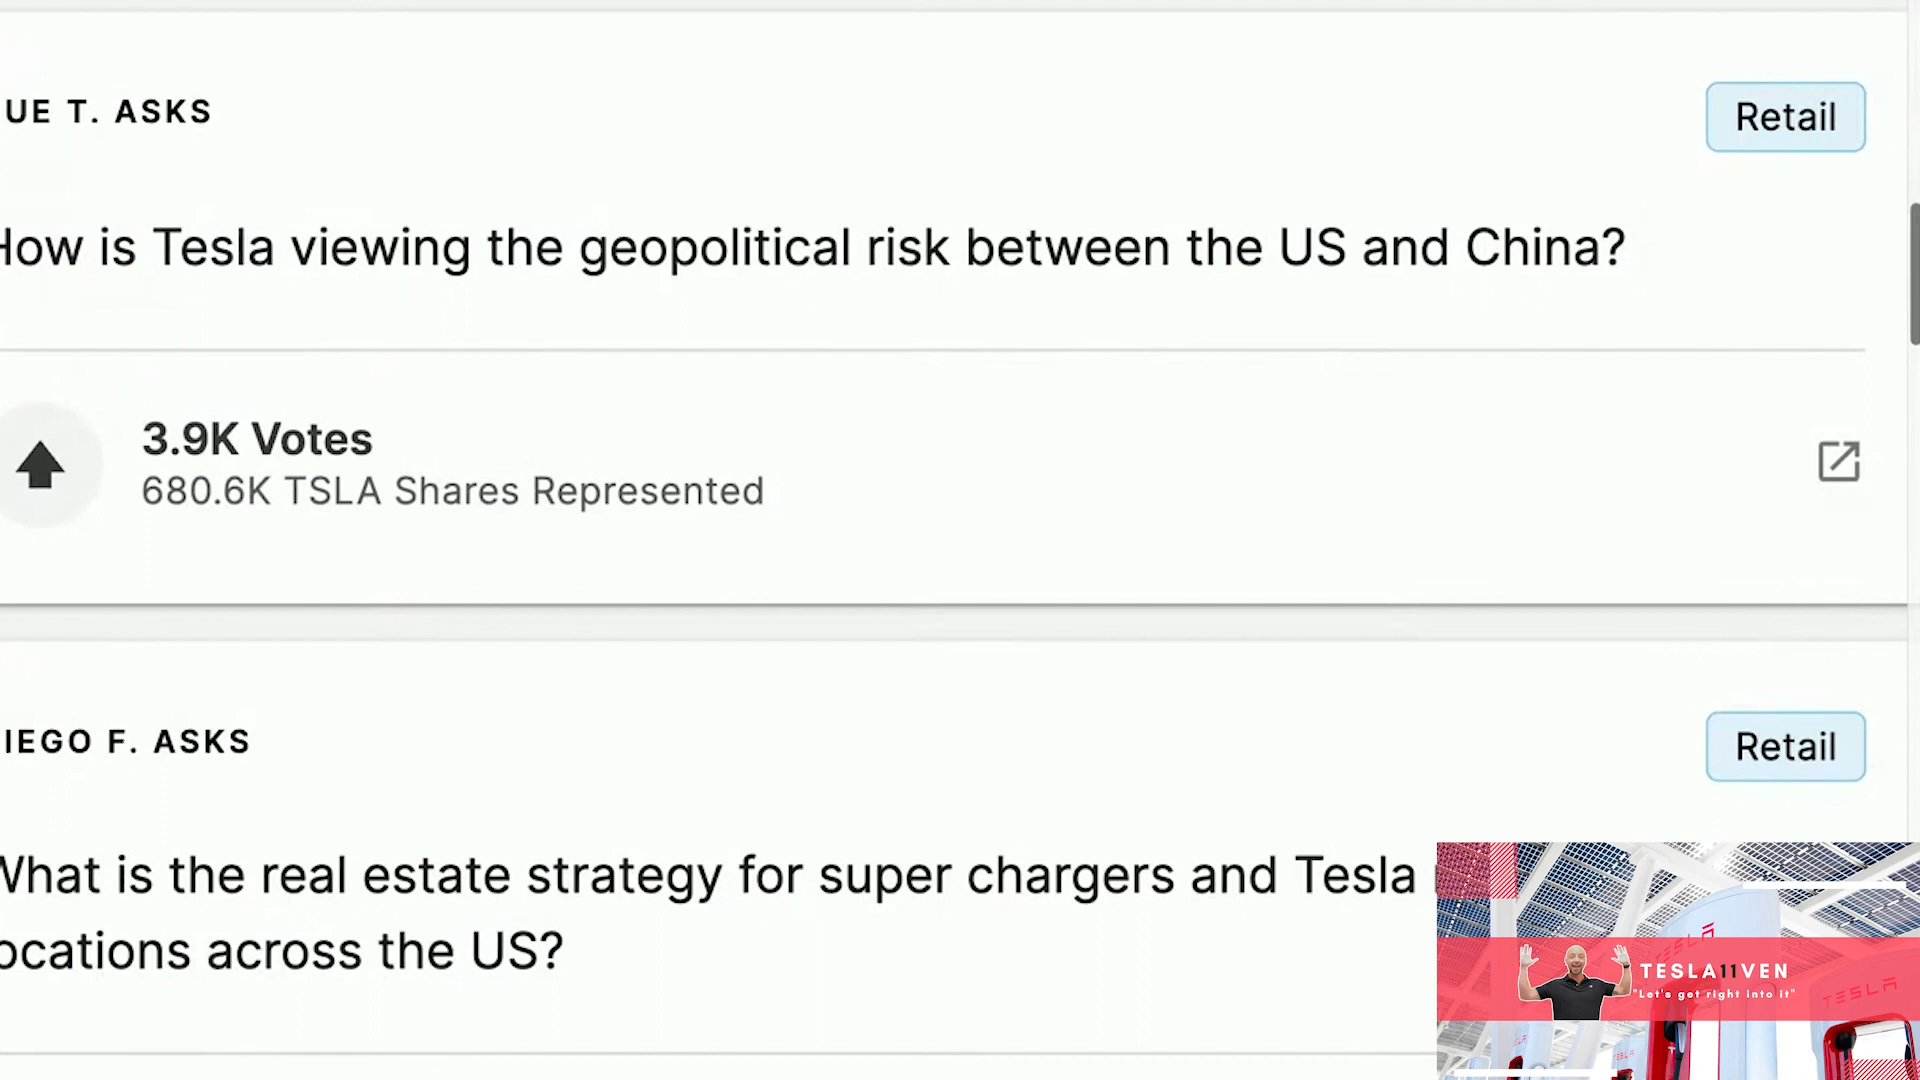 UE T. ASKS
Retail
How is Tesla viewing the geopolitical risk between the US and China?
3.9K Votes
680.6K TSLA Shares Represented
IEGO F. ASKS
Retail
What is the real estate strategy for super chargers and Tesla
ocations across the US?
TESLA
TESLA11VEN
"Let's get right into it"
TESLA